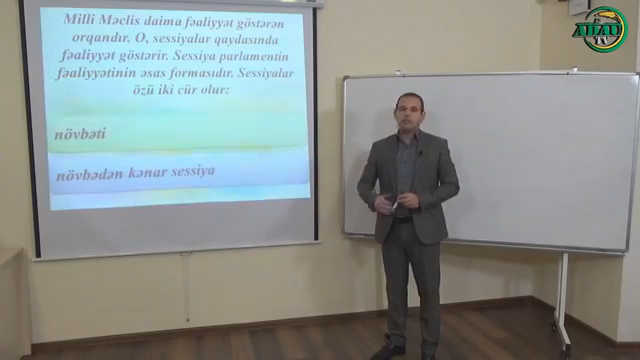 Milli Məclis daima fəaliyyət göstərən
orqandır. O, sessiyalar qaydasında
fəaliyyət göstərir. Sessiya parlamentin
fəaliyyətinin əsas formasıdır. Sessiyalar
özü iki cür olur:
növbəti
növbədən kənar sessiya
ADAU
TV